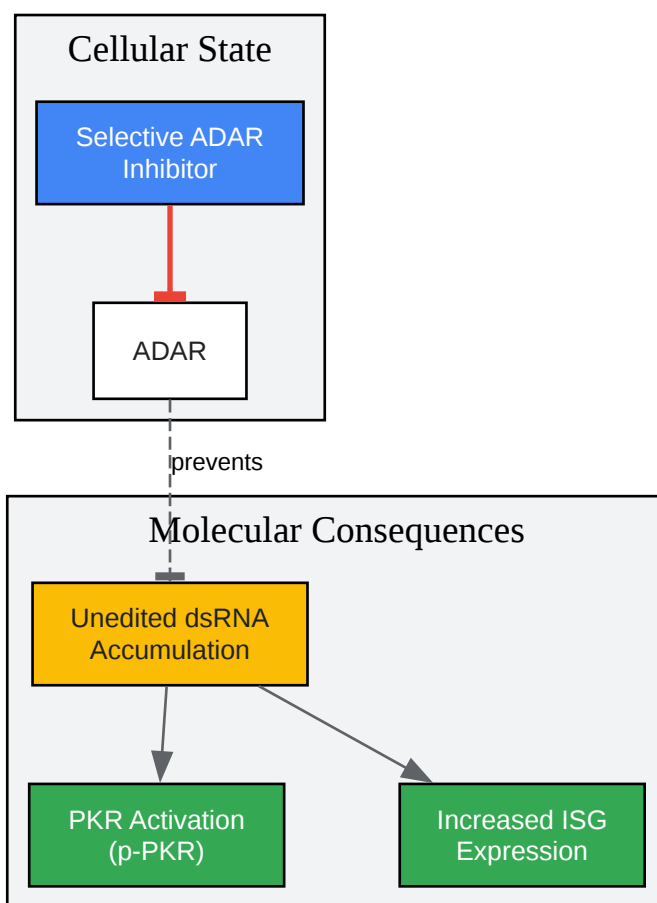 Cellular State
Selective ADAR
Inhibitor
ADAR
prevents
Molecular Consequences
Unedited dsRNA
Accumulation
PKR Activation
(p-PKR)
Increased ISG
Expression